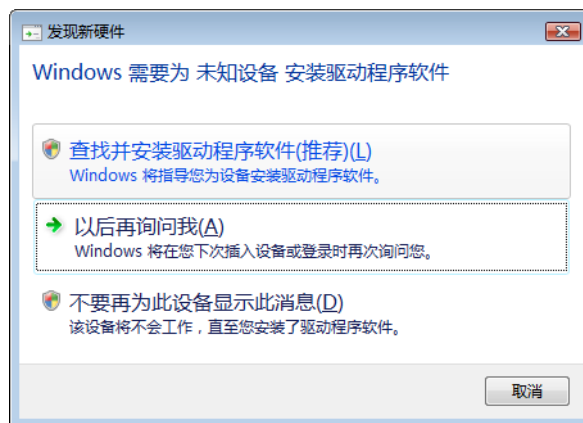 发现新硬件
Windows 需要为 未知设备 安装驱动程序软件
查找并安装驱动程序软件(推荐)(L)
Windows 将指导您为设备安装驱动程序软件。
以后再询问我(A)
Windows 将在您下次插入设备或登录时再次询问您。
不要再为此设备显示此消息(D)
该设备将不会工作，直至您安装了驱动程序软件。
取消